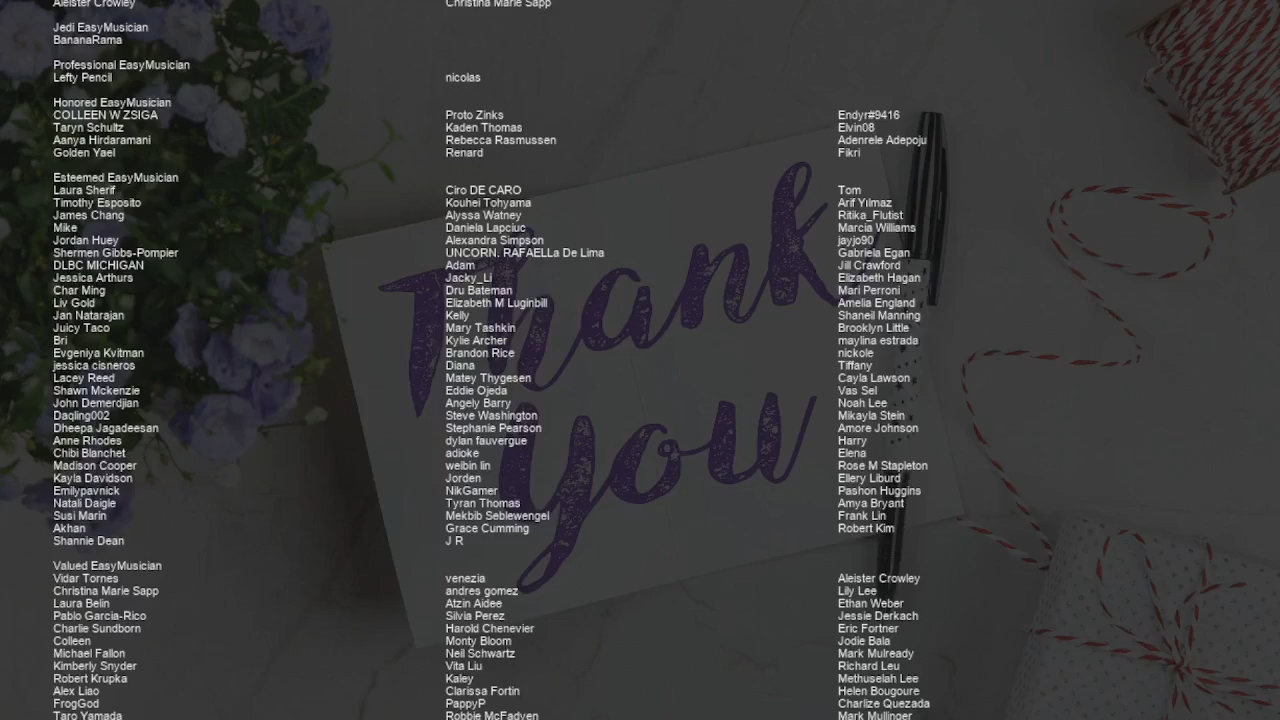 Aleister Crowley
Christina Marie Sapp
Jedi EasyMusician
BananaRama
Professional EasyMusician
Lefty Pencil
nicolas
Honored EasyMusician
COLLEEN W ZSIGA
Proto Zinks
Endyr#9416
Taryn Schultz
Kaden Thomas
Elvin08
Aanya Hirdaramani
Rebecca Rasmussen
Adenrele Adepoju
Golden Yael
Renard
Fikri
Esteemed EasyMusician
Laura Sherif
Ciro DE CARO
Tom
Timothy Esposito
Kouhei Tohyama
Arif Yılmaz
James Chang
Alyssa Watney
Ritika_Flutist
Mike
Daniela Lapciuc
Marcia Williams
Jordan Huey
Alexandra Simpson
jayjo90
Shermen Gibbs-Pompier
UNCORN. RAFAELLa De Lima
Gabriela Egan
DLBC MICHIGAN
Adam
Jill Crawford
Jessica Arthurs
Jacky_Li
Elizabeth Hagan
Char Ming
Dru Bateman
Mari Perroni
Liv Gold
Elizabeth M Luginbill
Amelia England
Jan Natarajan
Kelly
Shaneil Manning
Juicy Taco
Mary Tashkin
Brooklyn Little
Bri
Kylie Archer
maylina estrada
Evgeniya Kvitman
Brandon Rice
nickole
jessica cisneros
Diana
Tiffany
Lacey Reed
Matey Thygesen
Cayla Lawson
Shawn Mckenzie
Eddie Ojeda
Vas Sel
John Demerdjian
Angely Barry
Noah Lee
Daqling002
Steve Washington
Mikayla Stein
Dheepa Jagadeesan
Stephanie Pearson
Amore Johnson
Anne Rhodes
dylan fauvergue
Harry
Chibi Blanchet
adioke
Elena
Madison Cooper
weibin lin
Rose M Stapleton
Kayla Davidson
Jorden
Ellery Liburd
Emilypavnick
NikGamer
Pashon Huggins
Natali Daigle
Tyran Thomas
Amya Bryant
Susi Marin
Mekbib Seblewengel
Frank Lin
Akhan
Grace Cumming
Robert Kim
Shannie Dean
J R
Valued EasyMusician
Vidar Tornes
venezia
Aleister Crowley
Christina Marie Sapp
andres gomez
Lily Lee
Laura Belin
Atzin Aidee
Ethan Weber
Pablo Garcia-Rico
Silvia Perez
Jessie Derkach
Charlie Sundborn
Harold Chenevier
Eric Fortner
Colleen
Monty Bloom
Jodie Bala
Michael Fallon
Neil Schwartz
Mark Mulready
Kimberly Snyder
Vita Liu
Richard Leu
Robert Krupka
Kaley
Methuselah Lee
Alex Liao
Clarissa Fortin
Helen Bougoure
FrogGod
PappyP
Charlize Quezada
Taro Yamada
Robbie McFadyen
Mark Mullinger
Thank
You